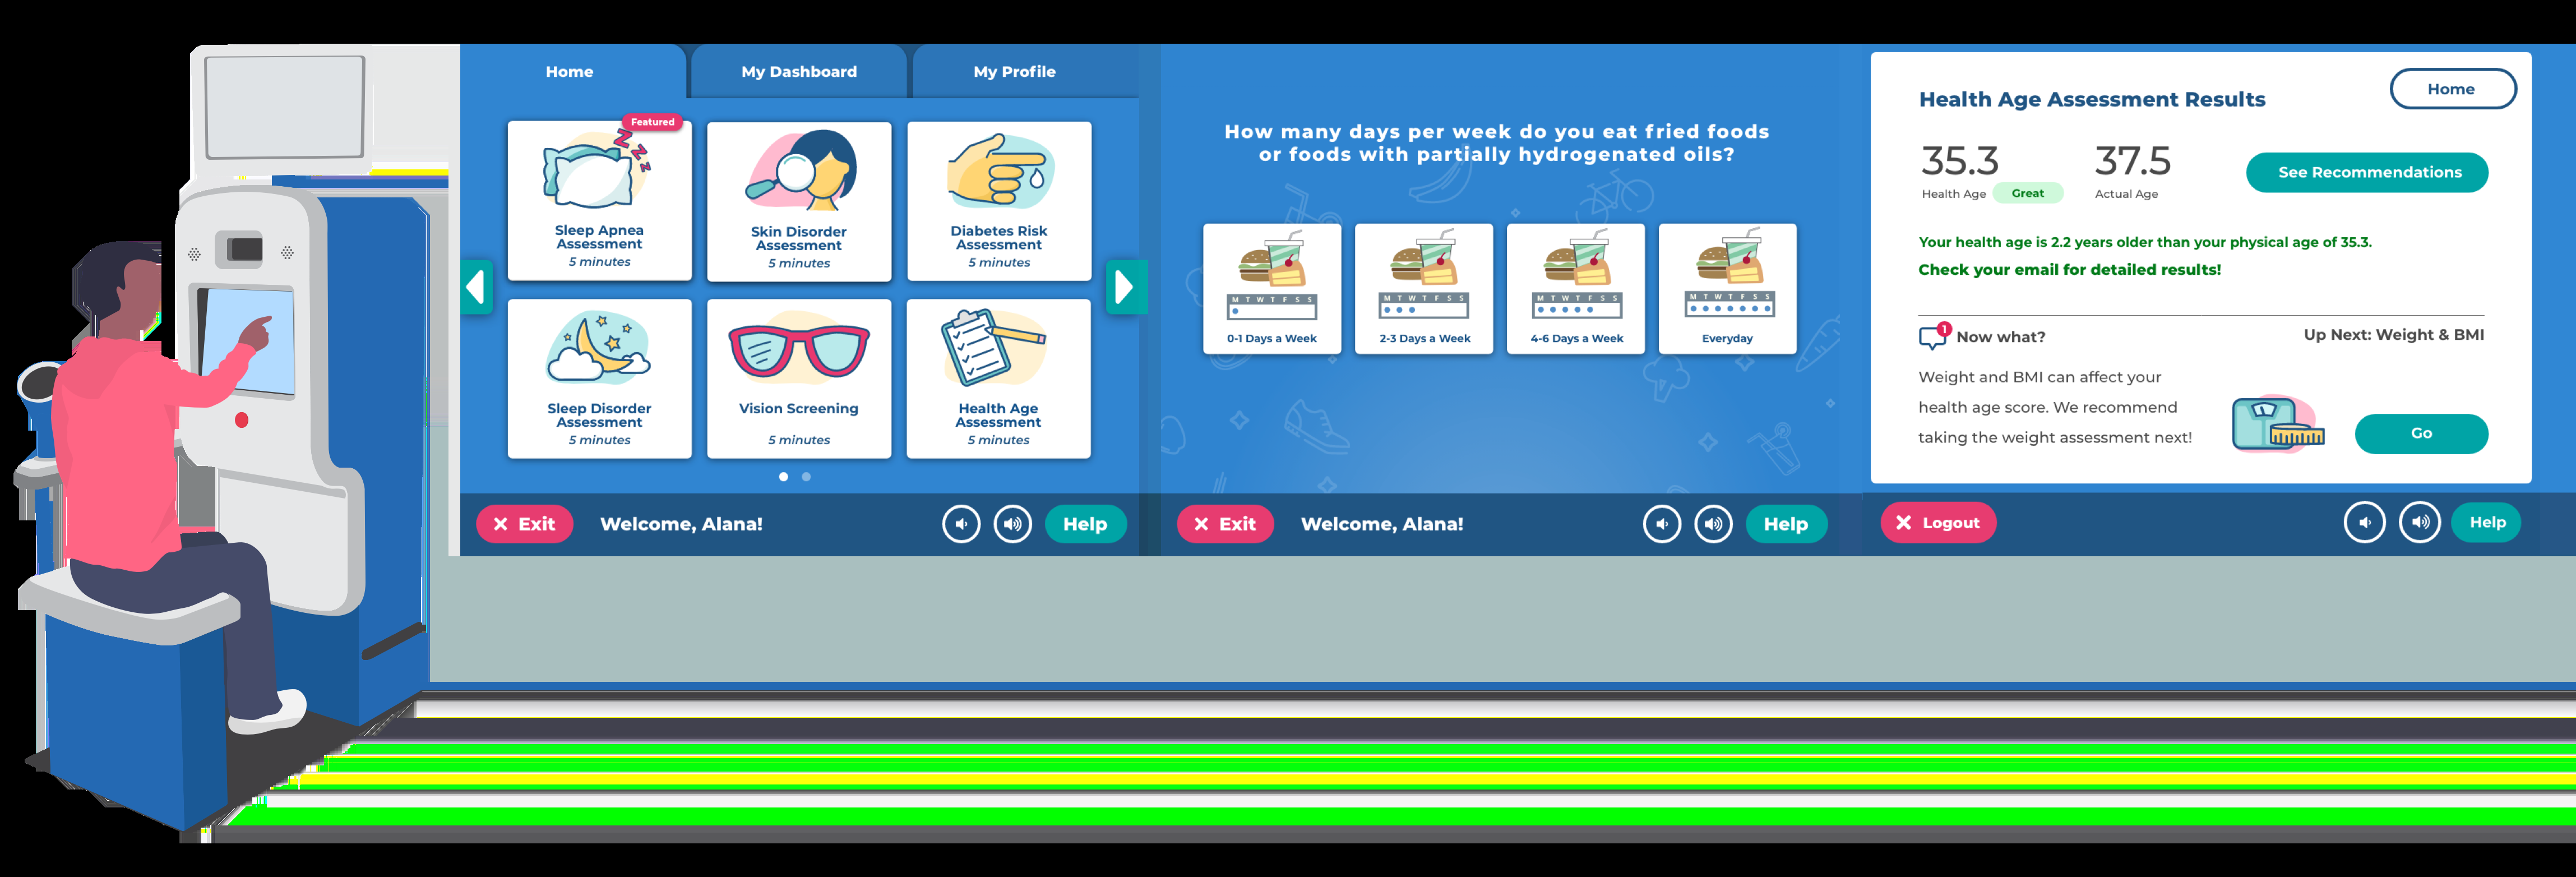 Home
My Dashboard
My Profile
Featured
Sleep Apnea
Assessment
5 minutes
Skin Disorder
Assessment
5 minutes
Diabetes Risk
Assessment
5 minutes
Sleep Disorder
Assessment
5 minutes
Vision Screening
5 minutes
Health Age
Assessment
5 minutes
Exit
Welcome, Alana!
Help
How many days per week do you eat fried foods
or foods with partially hydrogenated oils?
M T W T F S S
0-1 Days a Week
M T W T F S S
2-3 Days a Week
M T W T F S S
4-6 Days a Week
M T W T F S S
Everyday
Exit
Welcome, Alana!
Help
Home
Health Age Assessment Results
35.3
Health Age
Great
37.5
Actual Age
See Recommendations
Your health age is 2.2 years older than your physical age of 35.3.
Check your email for detailed results!
1
Now what?
Up Next: Weight & BMI
Weight and BMI can affect your
health age score. We recommend
taking the weight assessment next!
Go
Logout
Help